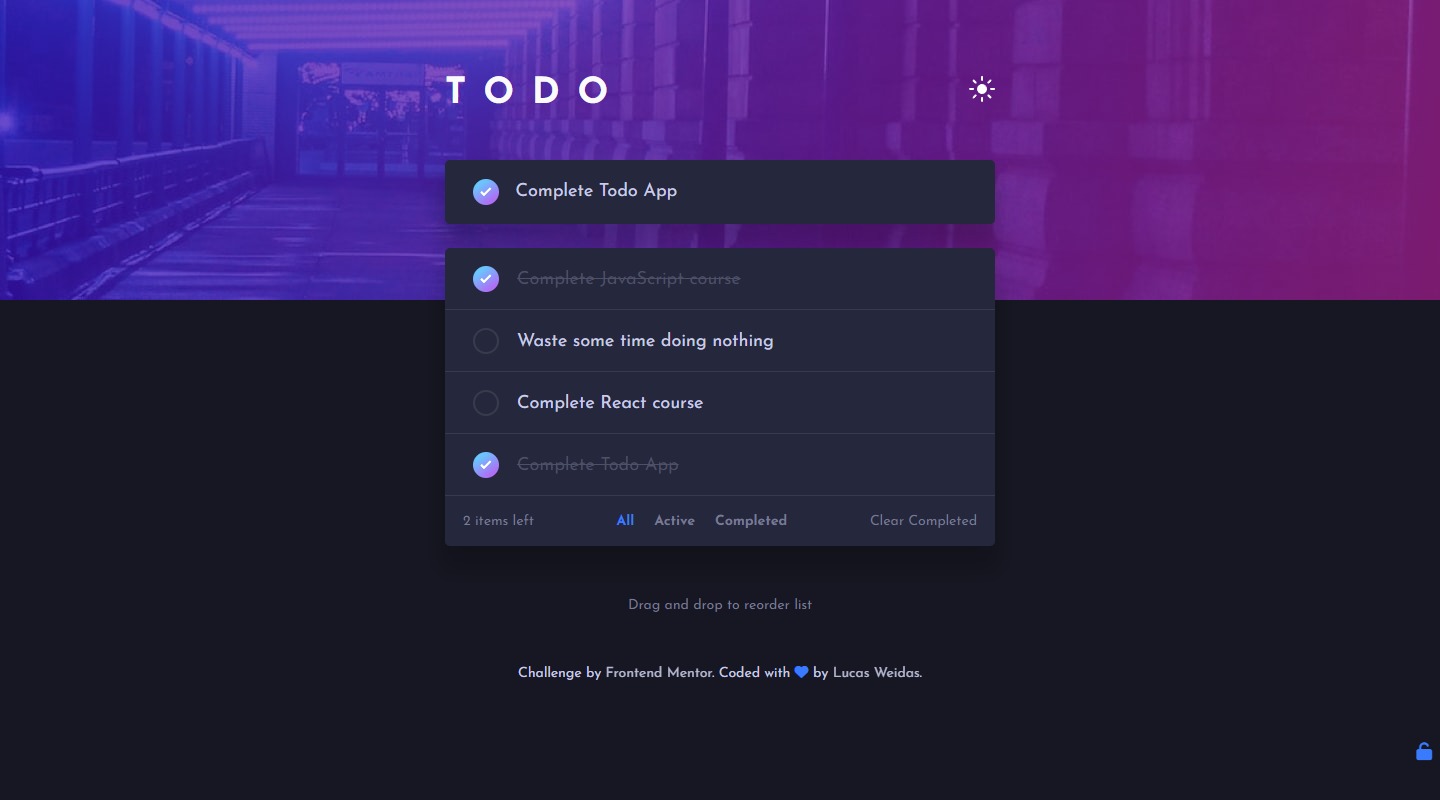 TODO
Complete Todo App
Complete JavaScript course
Waste some time doing nothing
Complete React course
Complete Todo App
2 items left All Active Completed Clear Completed
Drag and drop to reorder list
Challenge by Frontend Mentor. Coded with by Lucas Weidas.